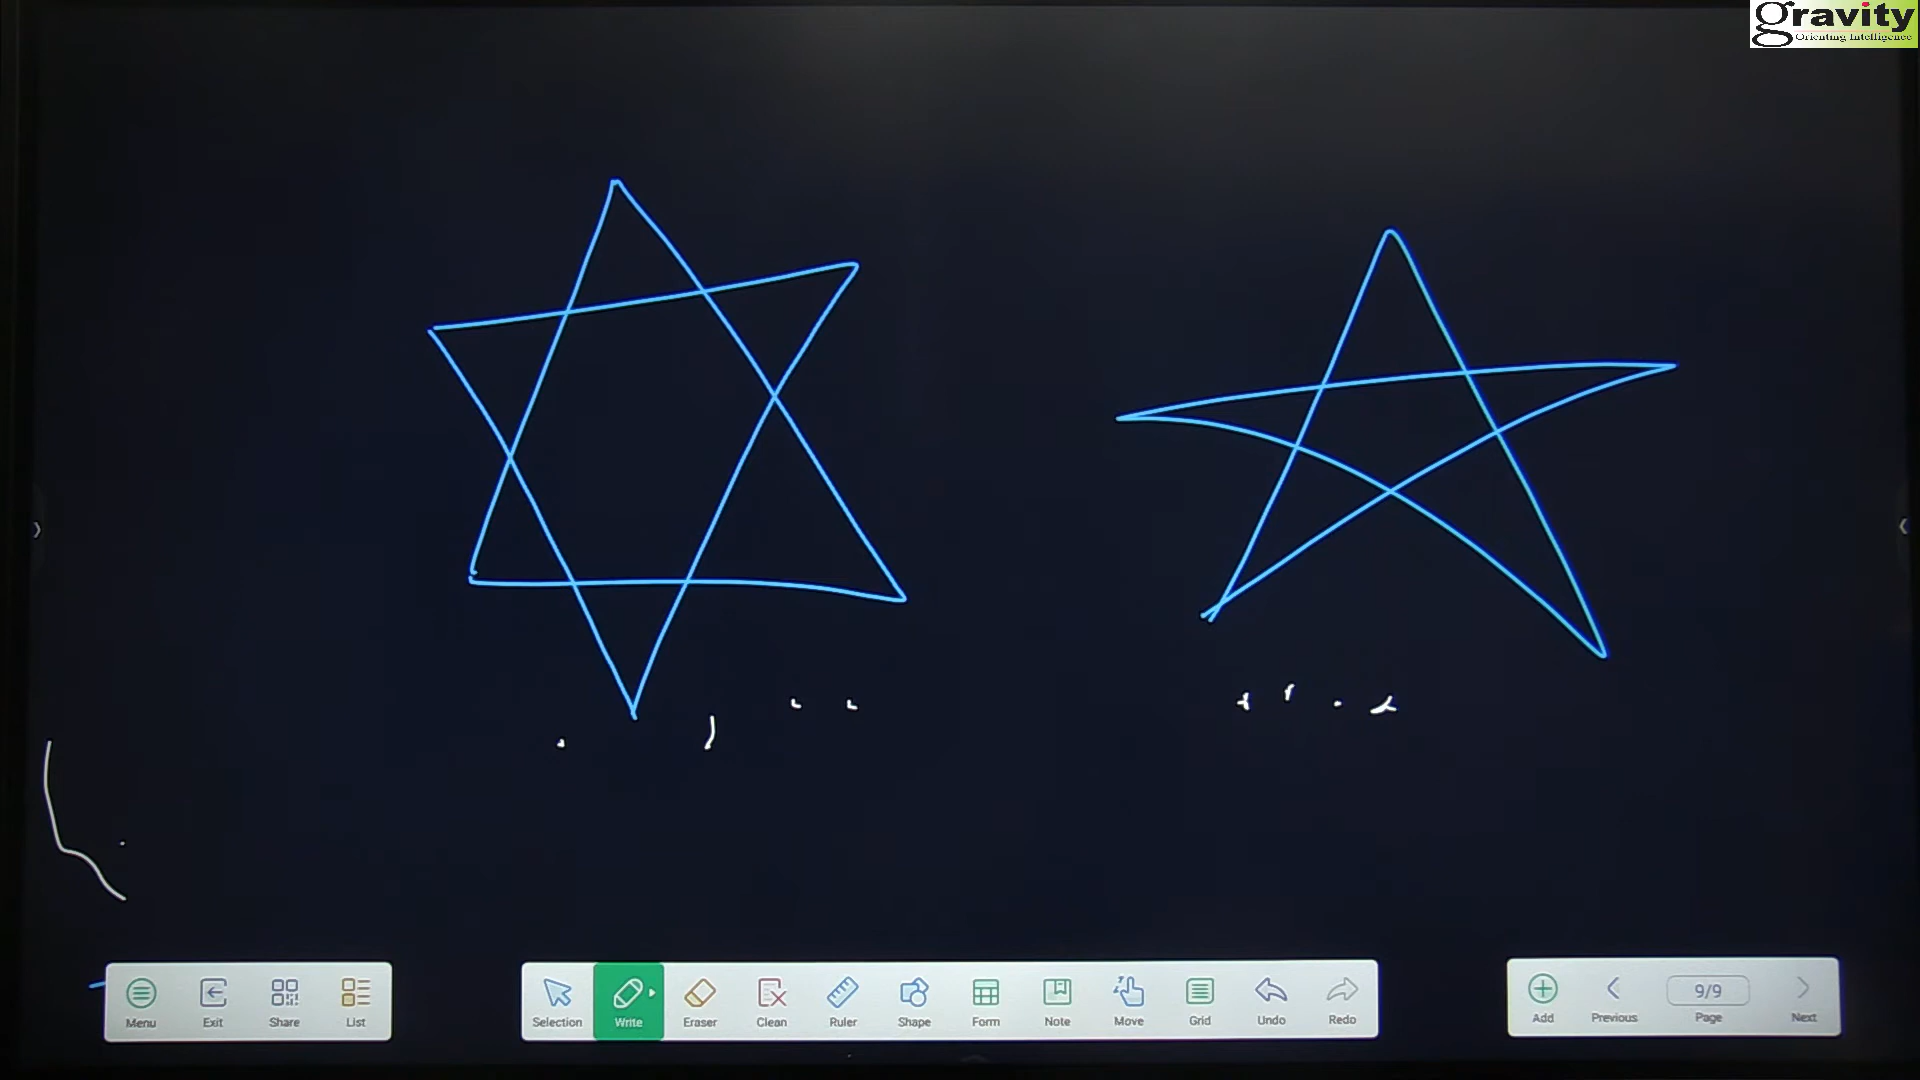 gravity
Orienting Intelligence
Menu Exit Share List
Selection Write Eraser Clean Ruler Shape Form Note Move Grid Undo Redo
Add Previous 9/9 Page Next